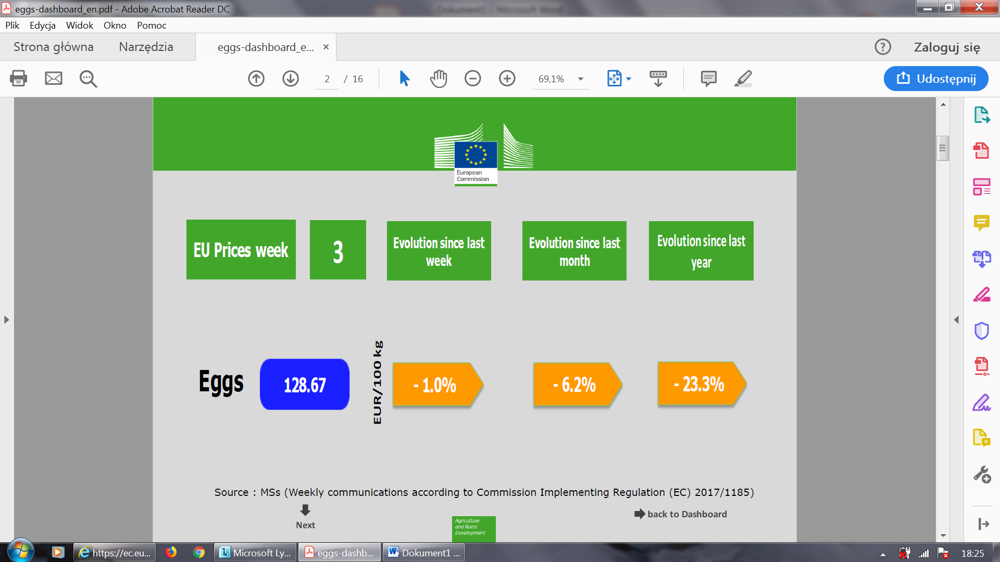 eggs-dashboard_en.pdf - Adobe Acrobat Reader DC
Plik Edycja Widok Okno Pomoc
Strona główna Narzędzia eggs-dashboard_e... × ? Zaloguj się
2 / 16 69,1% Udostępnij
European
Commission
EU Prices week
3
Evolution since last
week
Evolution since last
month
Evolution since last
year
Eggs
128.67
EUR/100 kg
- 1.0%
- 6.2%
- 23.3%
Source : MSs (Weekly communications according to Commission Implementing Regulation (EC) 2017/1185)
Next
back to Dashboard
Agriculture
and Rural
Development
https://ec.eu... Microsoft Ly... eggs-dashb... Dokument1 ... 18:25